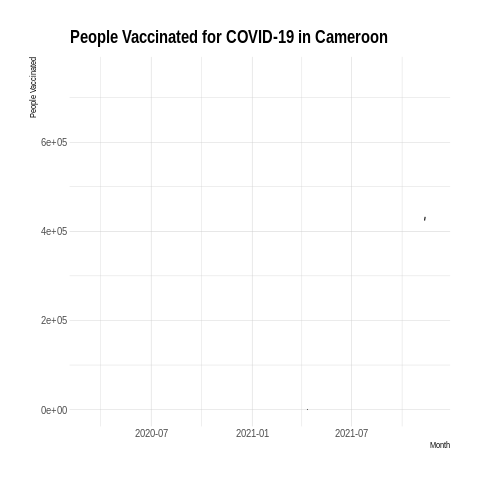 People Vaccinated for COVID-19 in Cameroon
People Vaccinated
6e+05
4e+05
2e+05
0e+00
2020-07
2021-01
2021-07
Month